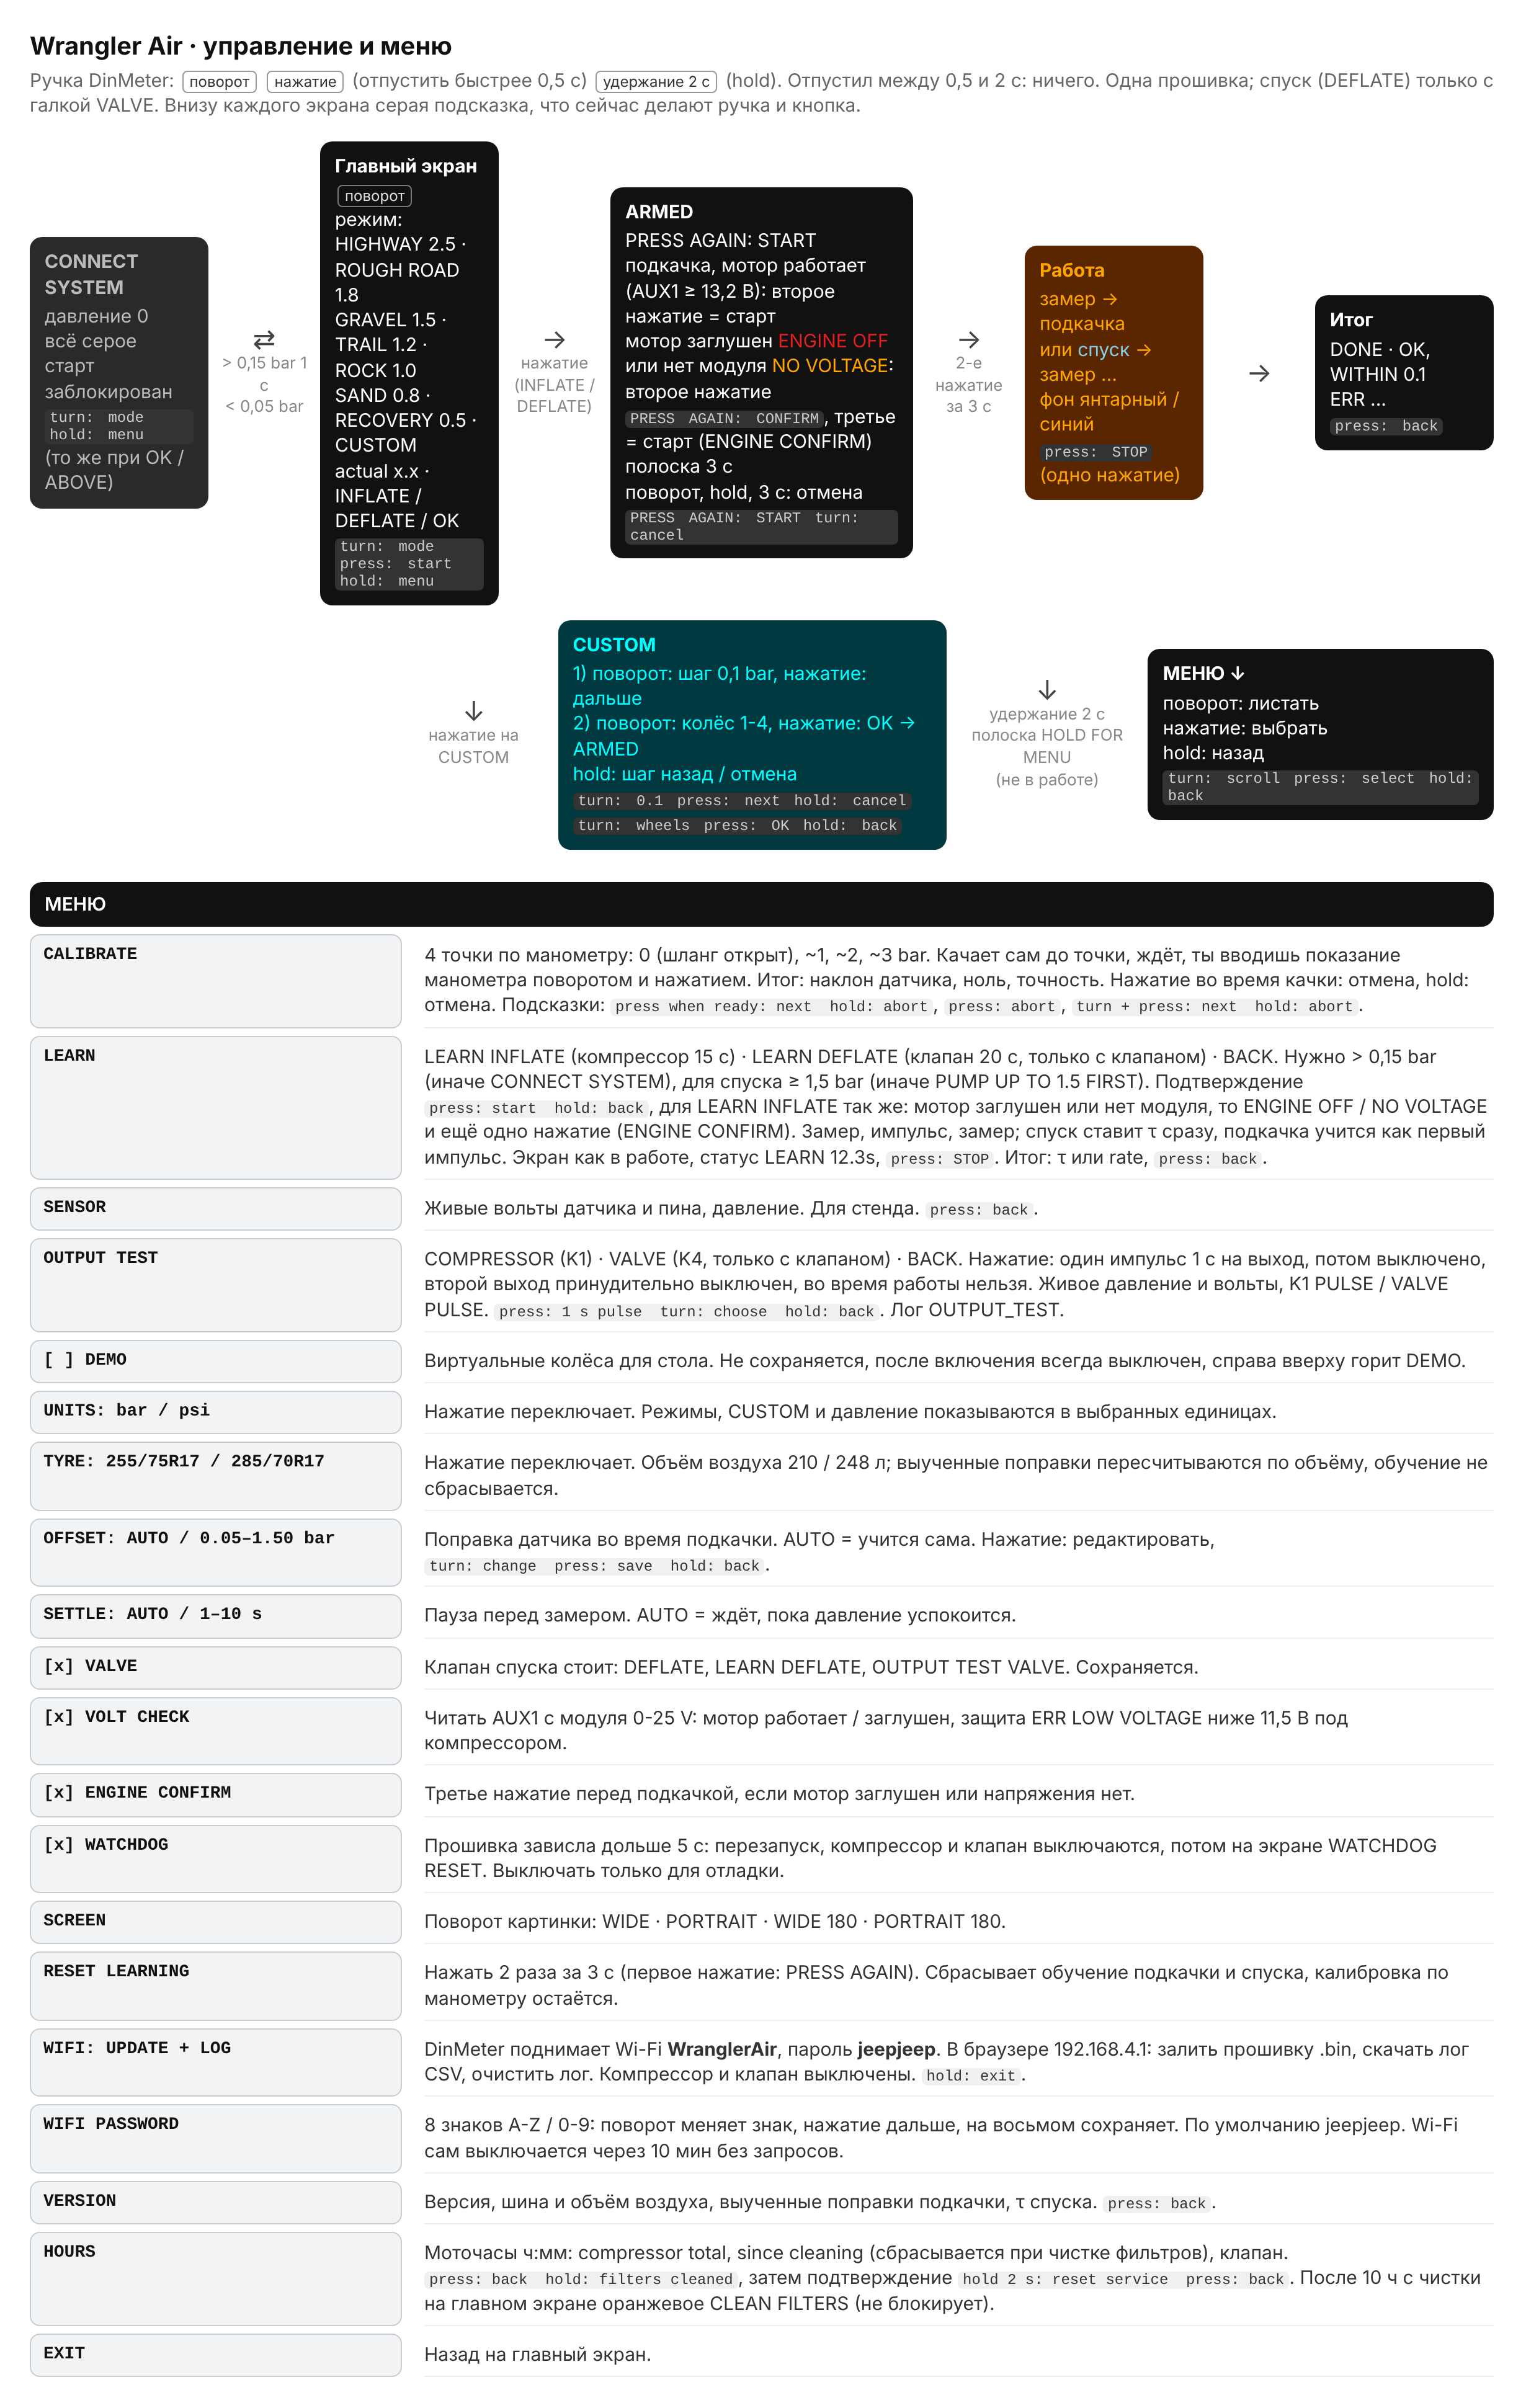 Wrangler Air · управление и меню
Ручка DinMeter: поворот нажатие (отпустить быстрее 0,5 с) удержание 2 с (hold). Отпустил между 0,5 и 2 с: ничего. Одна прошивка; спуск (DEFLATE) только с
галкой VALVE. Внизу каждого экрана серая подсказка, что сейчас делают ручка и кнопка.
CONNECT
SYSTEM
давление 0
всё серое
старт
заблокирован
turn: mode
hold: menu
(то же при OK /
ABOVE)
⇄
> 0,15 bar 1
с
< 0,05 bar
Главный экран
поворот
режим:
HIGHWAY 2.5 ·
ROUGH ROAD
1.8
GRAVEL 1.5 ·
TRAIL 1.2 ·
ROCK 1.0
SAND 0.8 ·
RECOVERY 0.5 ·
CUSTOM
actual x.x ·
INFLATE /
DEFLATE / OK
turn: mode
press: start
hold: menu
→
нажатие
(INFLATE /
DEFLATE)
ARMED
PRESS AGAIN: START
подкачка, мотор работает
(AUX1 ≥ 13,2 В): второе
нажатие = старт
мотор заглушен ENGINE OFF
или нет модуля NO VOLTAGE:
второе нажатие
PRESS AGAIN: CONFIRM, третье
= старт (ENGINE CONFIRM)
полоска 3 с
поворот, hold, 3 с: отмена
PRESS AGAIN: START turn:
cancel
→
2-е
нажатие
за 3 с
Работа
замер →
подкачка
или спуск →
замер ...
фон янтарный /
синий
press: STOP
(одно нажатие)
→
Итог
DONE · OK,
WITHIN 0.1
ERR ...
press: back
↓
нажатие на
CUSTOM
CUSTOM
1) поворот: шаг 0,1 bar, нажатие:
дальше
2) поворот: колёс 1-4, нажатие: OK →
ARMED
hold: шаг назад / отмена
turn: 0.1 press: next hold: cancel
turn: wheels press: OK hold: back
↓
удержание 2 с
полоска HOLD FOR
MENU
(не в работе)
МЕНЮ ↓
поворот: листать
нажатие: выбрать
hold: назад
turn: scroll press: select hold:
back
МЕНЮ
CALIBRATE
4 точки по манометру: 0 (шланг открыт), ~1, ~2, ~3 bar. Качает сам до точки, ждёт, ты вводишь показание
манометра поворотом и нажатием. Итог: наклон датчика, ноль, точность. Нажатие во время качки: отмена, hold:
отмена. Подсказки: press when ready: next hold: abort, press: abort, turn + press: next hold: abort.
LEARN
LEARN INFLATE (компрессор 15 с) · LEARN DEFLATE (клапан 20 с, только с клапаном) · BACK. Нужно > 0,15 bar
(иначе CONNECT SYSTEM), для спуска ≥ 1,5 bar (иначе PUMP UP TO 1.5 FIRST). Подтверждение
press: start hold: back, для LEARN INFLATE так же: мотор заглушен или нет модуля, то ENGINE OFF / NO VOLTAGE
и ещё одно нажатие (ENGINE CONFIRM). Замер, импульс, замер; спуск ставит τ сразу, подкачка учится как первый
импульс. Экран как в работе, статус LEARN 12.3s, press: STOP. Итог: τ или rate, press: back.
SENSOR
Живые вольты датчика и пина, давление. Для стенда. press: back.
OUTPUT TEST
COMPRESSOR (K1) · VALVE (K4, только с клапаном) · BACK. Нажатие: один импульс 1 с на выход, потом выключено,
второй выход принудительно выключен, во время работы нельзя. Живое давление и вольты, K1 PULSE / VALVE
PULSE. press: 1 s pulse turn: choose hold: back. Лог OUTPUT_TEST.
[ ] DEMO
Виртуальные колёса для стола. Не сохраняется, после включения всегда выключен, справа вверху горит DEMO.
UNITS: bar / psi
Нажатие переключает. Режимы, CUSTOM и давление показываются в выбранных единицах.
TYRE: 255/75R17 / 285/70R17
Нажатие переключает. Объём воздуха 210 / 248 л; выученные поправки пересчитываются по объёму, обучение не
сбрасывается.
OFFSET: AUTO / 0.05–1.50 bar
Поправка датчика во время подкачки. AUTO = учится сама. Нажатие: редактировать,
turn: change press: save hold: back.
SETTLE: AUTO / 1–10 s
Пауза перед замером. AUTO = ждёт, пока давление успокоится.
[x] VALVE
Клапан спуска стоит: DEFLATE, LEARN DEFLATE, OUTPUT TEST VALVE. Сохраняется.
[x] VOLT CHECK
Читать AUX1 с модуля 0-25 V: мотор работает / заглушен, защита ERR LOW VOLTAGE ниже 11,5 В под
компрессором.
[x] ENGINE CONFIRM
Третье нажатие перед подкачкой, если мотор заглушен или напряжения нет.
[x] WATCHDOG
Прошивка зависла дольше 5 с: перезапуск, компрессор и клапан выключаются, потом на экране WATCHDOG
RESET. Выключать только для отладки.
SCREEN
Поворот картинки: WIDE · PORTRAIT · WIDE 180 · PORTRAIT 180.
RESET LEARNING
Нажать 2 раза за 3 с (первое нажатие: PRESS AGAIN). Сбрасывает обучение подкачки и спуска, калибровка по
манометру остаётся.
WIFI: UPDATE + LOG
DinMeter поднимает Wi-Fi WranglerAir, пароль jeepjeep. В браузере 192.168.4.1: залить прошивку .bin, скачать лог
CSV, очистить лог. Компрессор и клапан выключены. hold: exit.
WIFI PASSWORD
8 знаков A-Z / 0-9: поворот меняет знак, нажатие дальше, на восьмом сохраняет. По умолчанию jeepjeep. Wi-Fi
сам выключается через 10 мин без запросов.
VERSION
Версия, шина и объём воздуха, выученные поправки подкачки, τ спуска. press: back.
HOURS
Моточасы ч:мм: compressor total, since cleaning (сбрасывается при чистке фильтров), клапан.
press: back hold: filters cleaned, затем подтверждение hold 2 s: reset service press: back. После 10 ч с чистки
на главном экране оранжевое CLEAN FILTERS (не блокирует).
EXIT
Назад на главный экран.